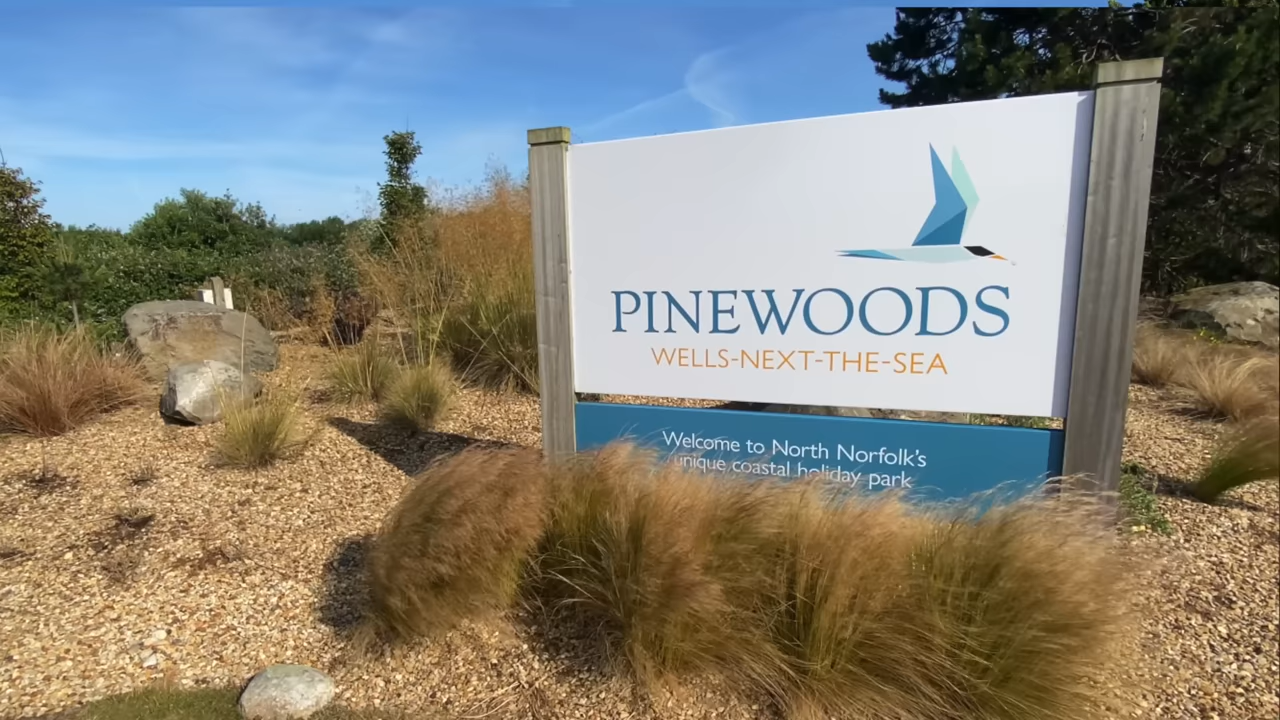 PINEWOODS
WELLS-NEXT-THE-SEA
Welcome to North Norfolk's
unique coastal holiday park